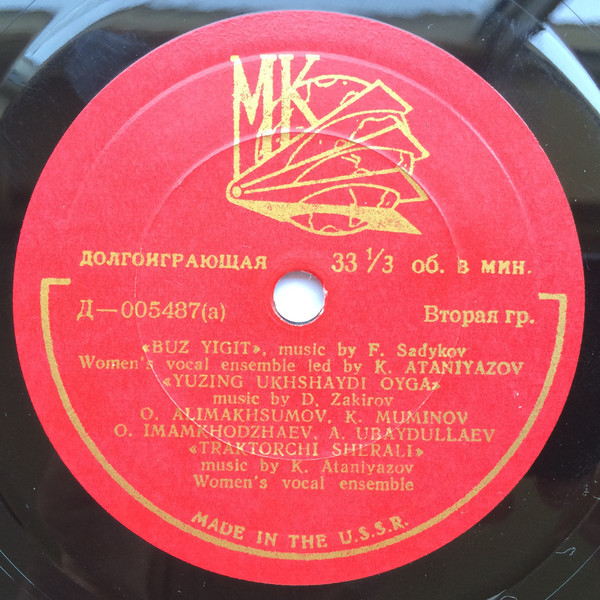 МК
ДОЛГОИГРАЮЩАЯ 33 1/3 об. в мин.
Д—005487(а) Вторая гр.
«BUZ YIGIT», music by F. Sadykov
Women's vocal ensemble led by K. ATANIYAZOV
«YUZING UKHSHAYDI OYGA»
music by D. Zakirov
O. ALIMAKHSUMOV, K. MUMINOV
O. IMAMKHODZHAEV, A. UBAYDULLAEV
«TRAKTORCHI SHERALI»
music by K. Ataniyazov
Women's vocal ensemble
MADE IN THE U.S.S.R.